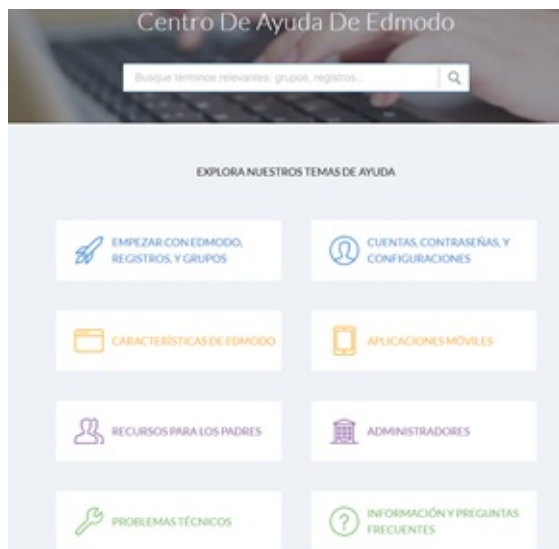 Centro De Ayuda De Edmodo
Busque términos relevantes: grupos, registros...
EXPLORA NUESTROS TEMAS DE AYUDA
EMPEZAR CON EDMODO,
REGISTROS, Y GRUPOS
CUENTAS, CONTRASEÑAS, Y
CONFIGURACIONES
CARACTERÍSTICAS DE EDMODO
APLICACIONES MÓVILES
RECURSOS PARA LOS PADRES
ADMINISTRADORES
PROBLEMAS TÉCNICOS
INFORMACIÓN Y PREGUNTAS
FRECUENTES